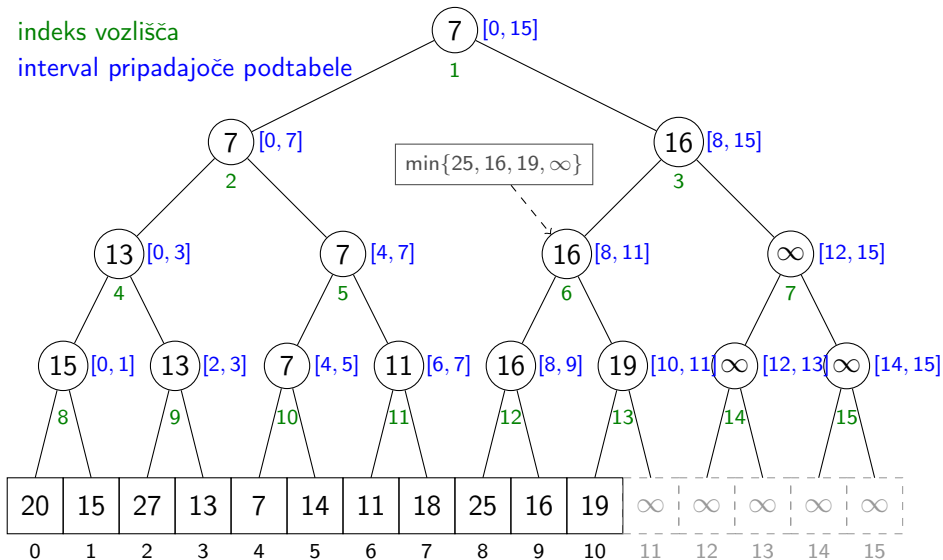 indeks vozlišča
interval pripadajoče podtabele
7 [0, 15]
1
7 [0, 7]
2
min{25, 16, 19, ∞}
16 [8, 15]
3
13 [0, 3]
4
7 [4, 7]
5
16 [8, 11]
6
∞ [12, 15]
7
15 [0, 1]
8
13 [2, 3]
9
7 [4, 5]
10
11 [6, 7]
11
16 [8, 9]
12
19 [10, 11]
13
∞ [12, 13]
14
∞ [14, 15]
15
20 15 27 13 7 14 11 18 25 16 19 ∞ ∞ ∞ ∞ ∞
0 1 2 3 4 5 6 7 8 9 10 11 12 13 14 15